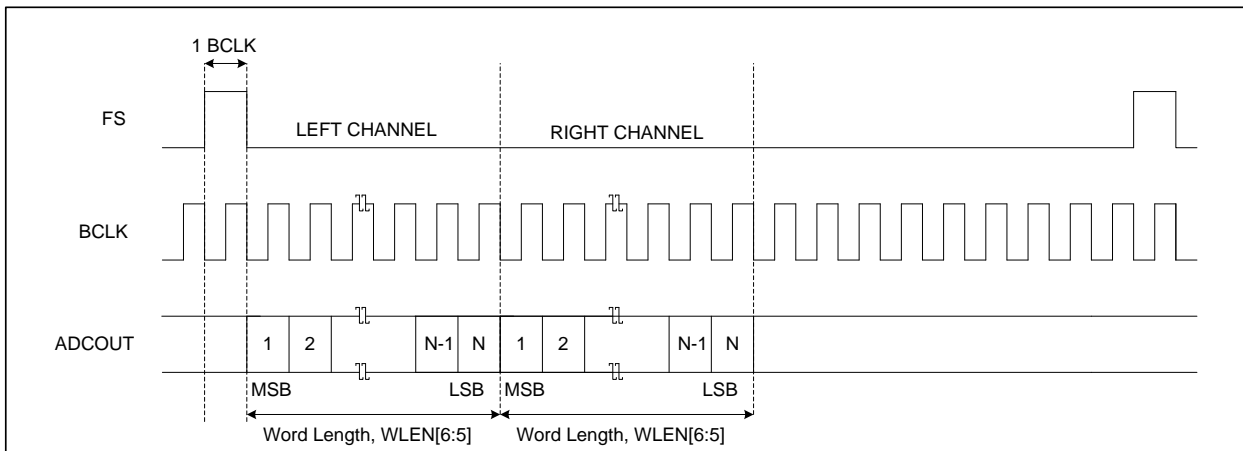 1 BCLK
FS
LEFT CHANNEL RIGHT CHANNEL
BCLK
ADCOUT
1 2 N-1 N 1 2 N-1 N
MSB LSB MSB LSB
Word Length, WLEN[6:5] Word Length, WLEN[6:5]